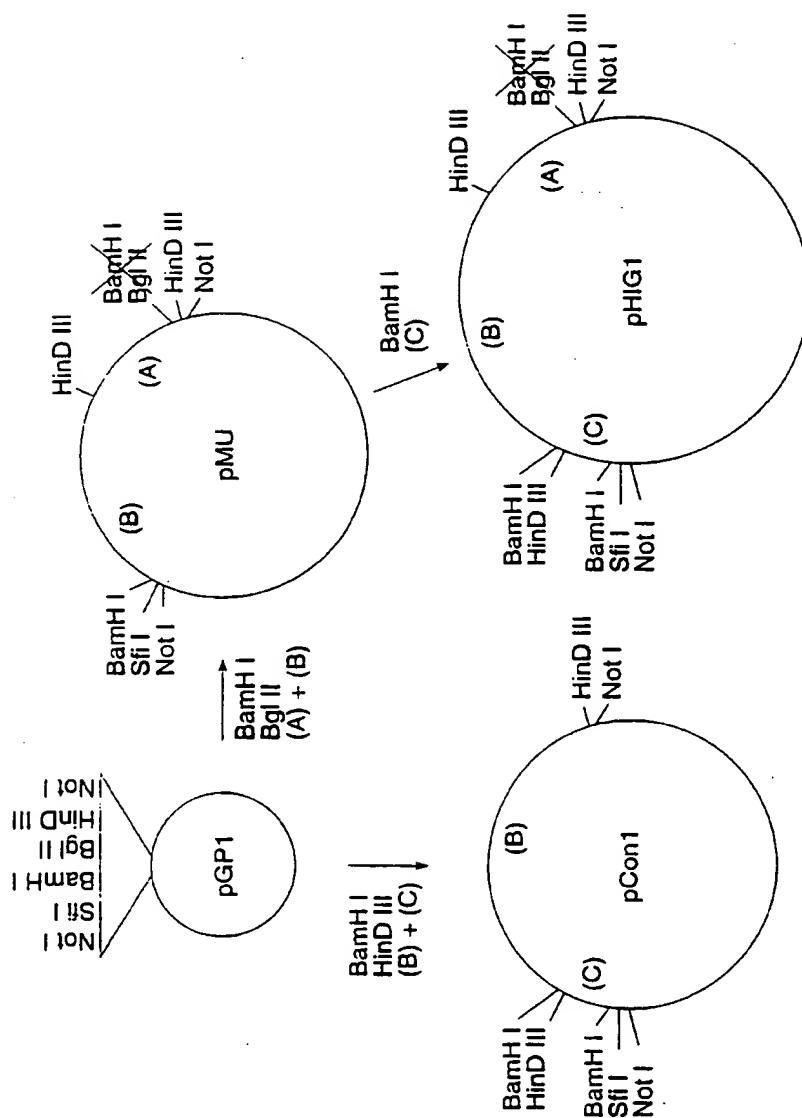 Not I
Sfi I
BamH I
Bgl II
HinD III
Not I
pGP1
BamH I
Bgl II
(A) + (B)
BamH I
Sfi I
Not I
(B)
HinD III
(A)
BamH I
Bgl II
HinD III
Not I
pMU
BamH I
HinD III
(B) + (C)
BamH I
(C)
BamH I
HinD III
(C)
BamH I
Sfi I
Not I
(B)
HinD III
Not I
pCon1
BamH I
HinD III
(C)
BamH I
Sfi I
Not I
(B)
HinD III
(A)
BamH I
Bgl II
HinD III
Not I
pHIG1